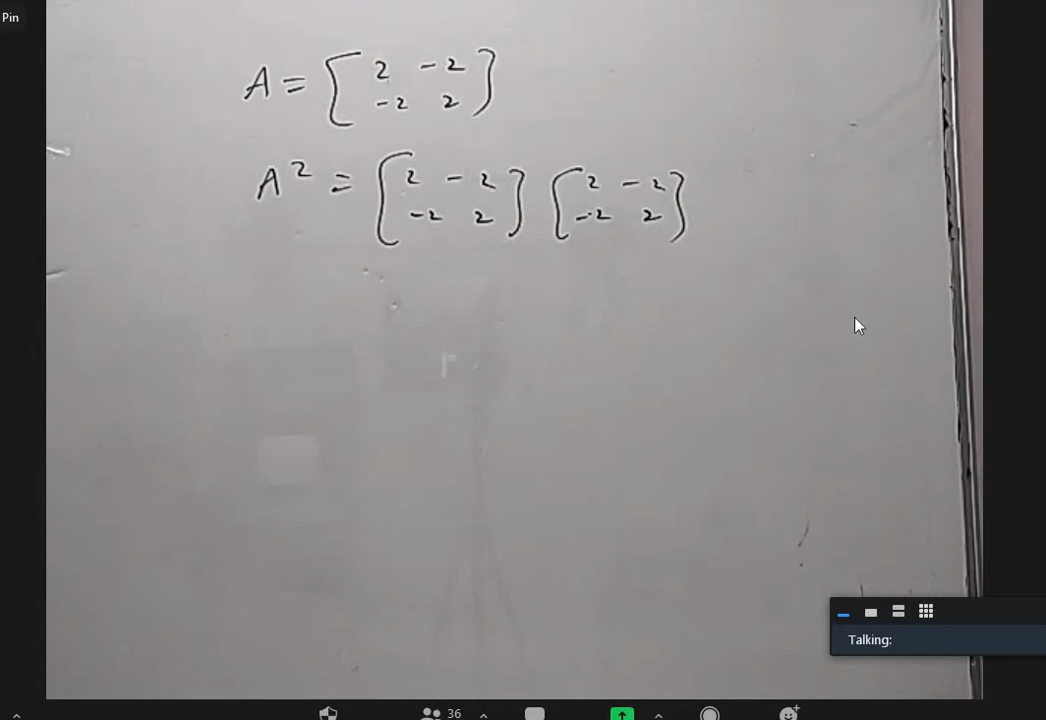 Pin
A = [ 2 -2
-2 2 ]
A² = [ 2 -2
-2 2 ] [ 2 -2
-2 2 ]
Talking:
36